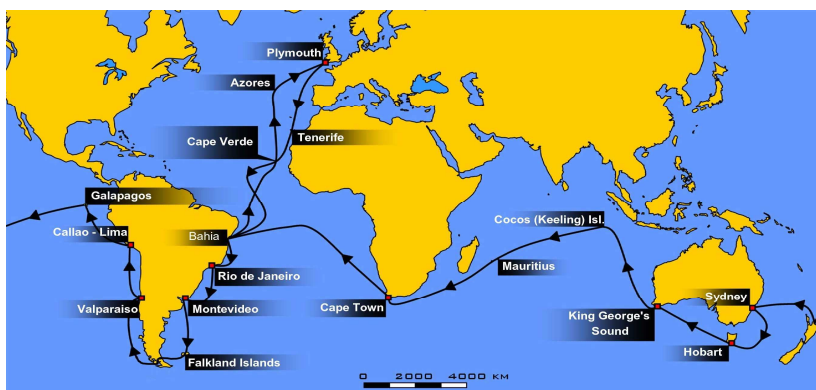 Plymouth
Azores
Cape Verde
Tenerife
Galapagos
Callao - Lima
Bahia
Cocos (Keeling) Isl.
Rio de Janeiro
Mauritius
Valparaiso
Montevideo
Cape Town
King George's
Sound
Sydney
Hobart
Falkland Islands
0 2000 4000 KM